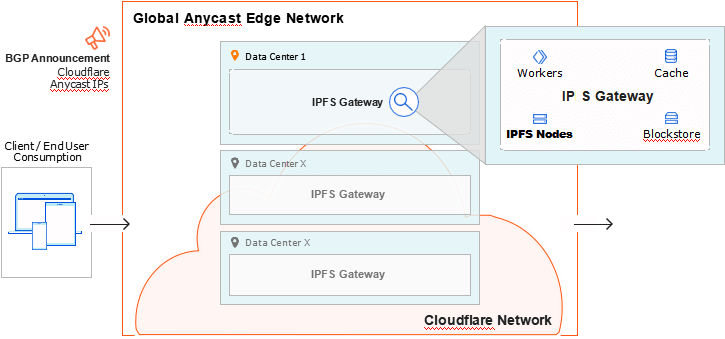 Global Anycast Edge Network
BGP Announcement
Cloudflare
Anycast IPs
Client / End User
Consumption
Data Center 1
IPFS Gateway
Data Center X
IPFS Gateway
Data Center X
IPFS Gateway
Cloudflare Network
Workers
Cache
IP S Gateway
IPFS Nodes
Blockstore